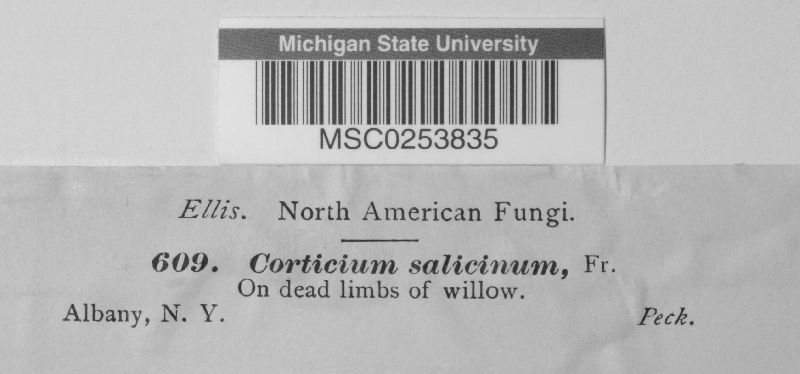 Michigan State University
MSC0253835
Ellis. North American Fungi.
609. Corticium salicinum, Fr.
On dead limbs of willow.
Albany, N. Y. Peck.